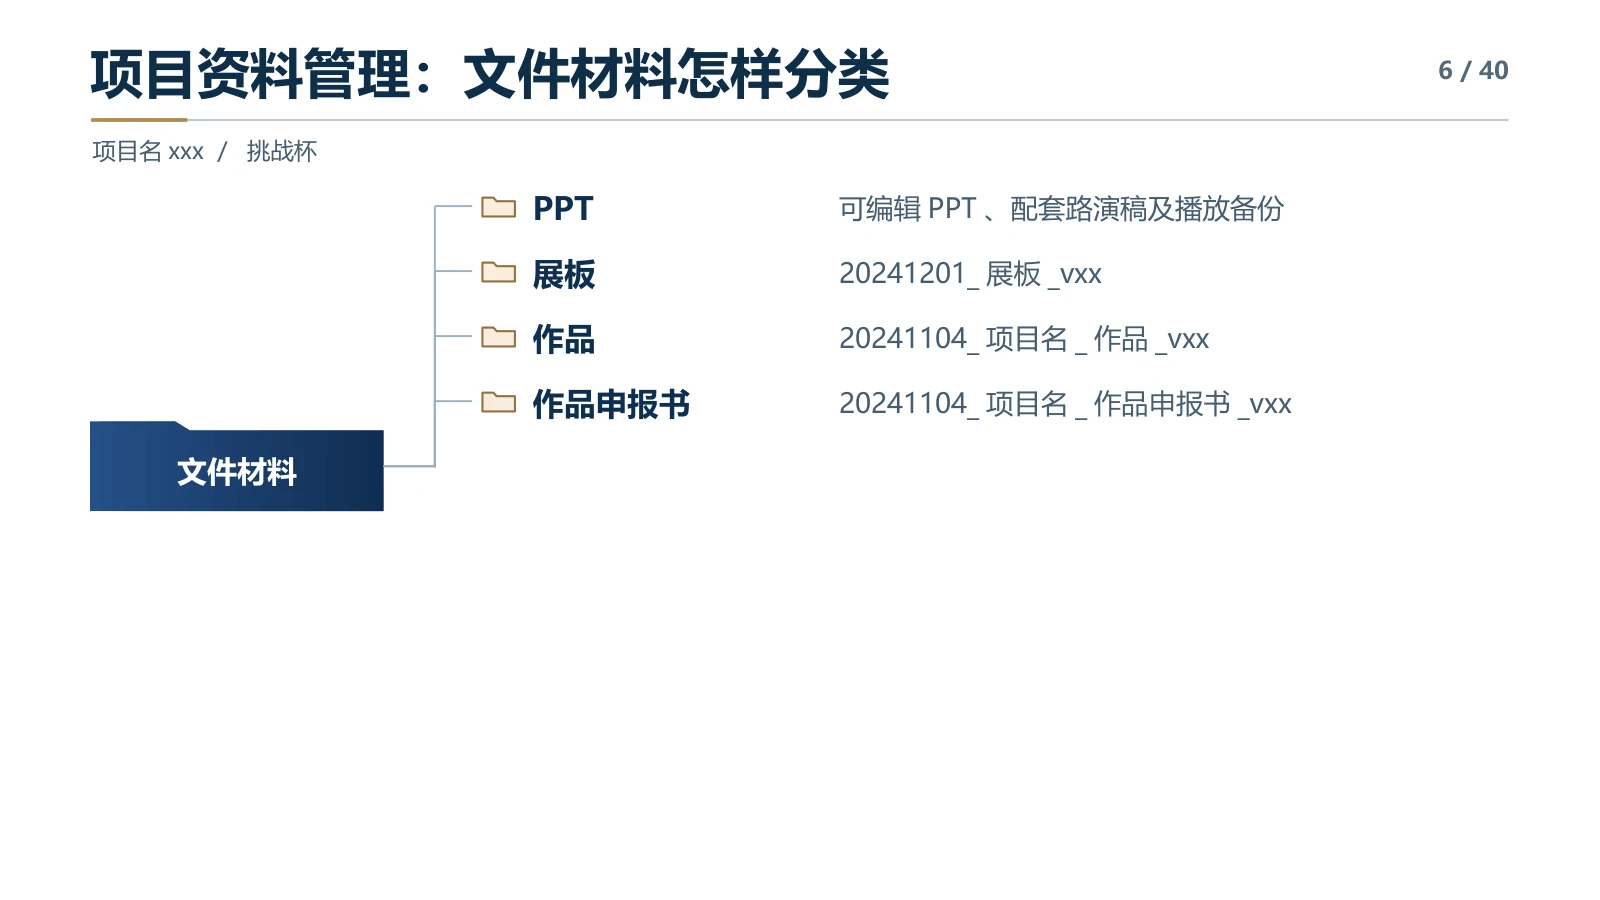 项目资料管理：文件材料怎样分类
6 / 40
项目名 xxx / 挑战杯
PPT 可编辑 PPT 、配套路演稿及播放备份
展板 20241201_ 展板 _vxx
作品 20241104_ 项目名 _ 作品 _vxx
作品申报书 20241104_ 项目名 _ 作品申报书 _vxx
文件材料